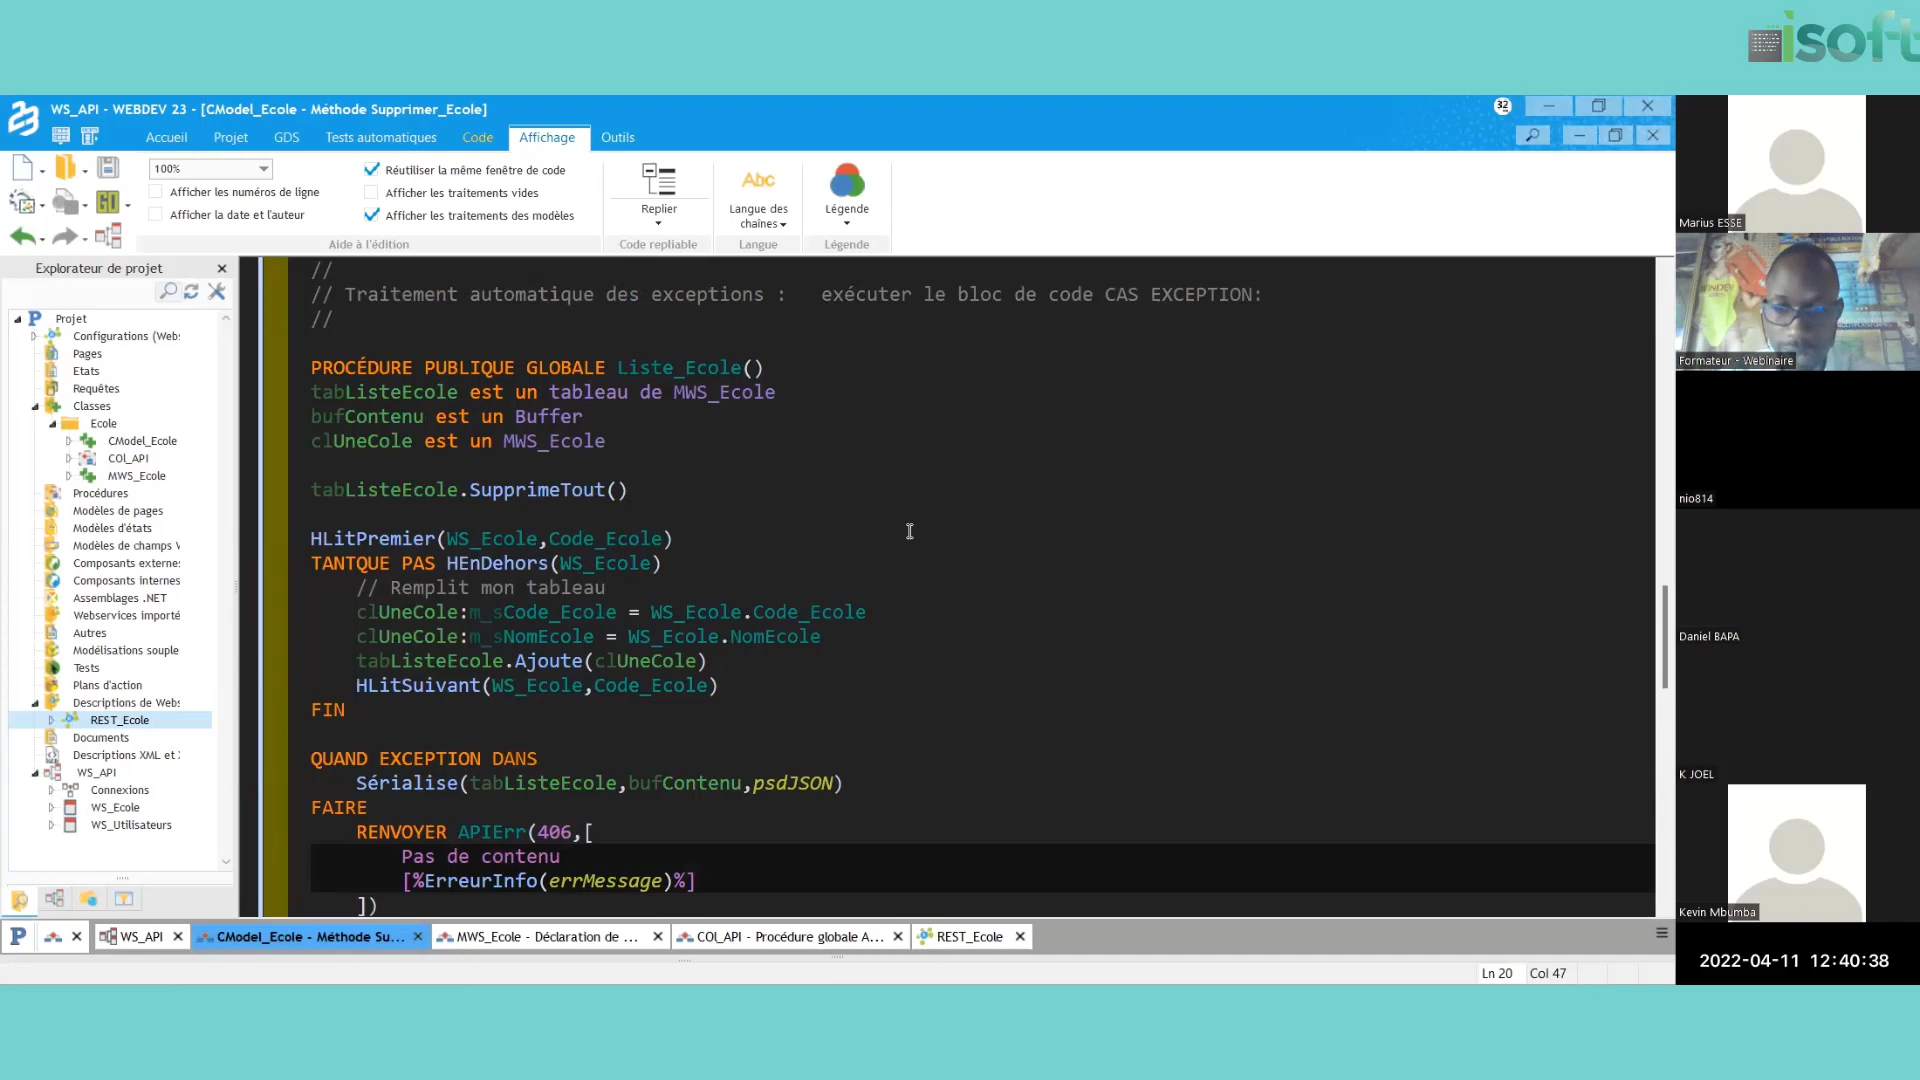 isoft
WS_API - WEBDEV 23 - [CModel_Ecole - Méthode Supprimer_Ecole]
32
Accueil
Projet
GDS
Tests automatiques
Code
Affichage
Outils
100%
Afficher les numéros de ligne
Afficher la date et l'auteur
Réutiliser la même fenêtre de code
Afficher les traitements vides
Afficher les traitements des modèles
Aide à l'édition
Replier
Code repliable
Abc
Langue des
chaînes
Langue
Légende
Légende
GO
Explorateur de projet
Projet
Configurations (Webs
Pages
Etats
Requêtes
Classes
Ecole
CModel_Ecole
COl_API
MWS_Ecole
Procédures
Modèles de pages
Modèles d'états
Modèles de champs W
Composants externes
Composants internes
Assemblages .NET
Webservices importé
Autres
Modélisations souple
Tests
Plans d'action
Descriptions de Webs
REST_Ecole
Documents
Descriptions XML et
WS_API
Connexions
WS_Ecole
WS_Utilisateurs
//
// Traitement automatique des exceptions :   exécuter le bloc de code CAS EXCEPTION:
//
PROCÉDURE PUBLIQUE GLOBALE Liste_Ecole()
tabListeEcole est un tableau de MWS_Ecole
bufContenu est un Buffer
clUneCole est un MWS_Ecole
tabListeEcole.SupprimeTout()
HLitPremier(WS_Ecole,Code_Ecole)
TANTQUE PAS HEnDehors(WS_Ecole)
// Remplit mon tableau
clUneCole:m_sCode_Ecole = WS_Ecole.Code_Ecole
clUneCole:m_sNomEcole = WS_Ecole.NomEcole
tabListeEcole.Ajoute(clUneCole)
HLitSuivant(WS_Ecole,Code_Ecole)
FIN
QUAND EXCEPTION DANS
Sérialise(tabListeEcole,bufContenu,psdJSON)
FAIRE
RENVOYER APIErr(406,[
Pas de contenu
[%ErreurInfo(errMessage)%]
])
WS_API
CModel_Ecole - Méthode Su...
MWS_Ecole - Déclaration de ...
COl_API - Procédure globale A...
REST_Ecole
Ln 20
Col 47
Marius ESSE
Formateur - Webinaire
nio814
Daniel BAPA
K JOEL
Kevin Mbumba
2022-04-11 12:40:38